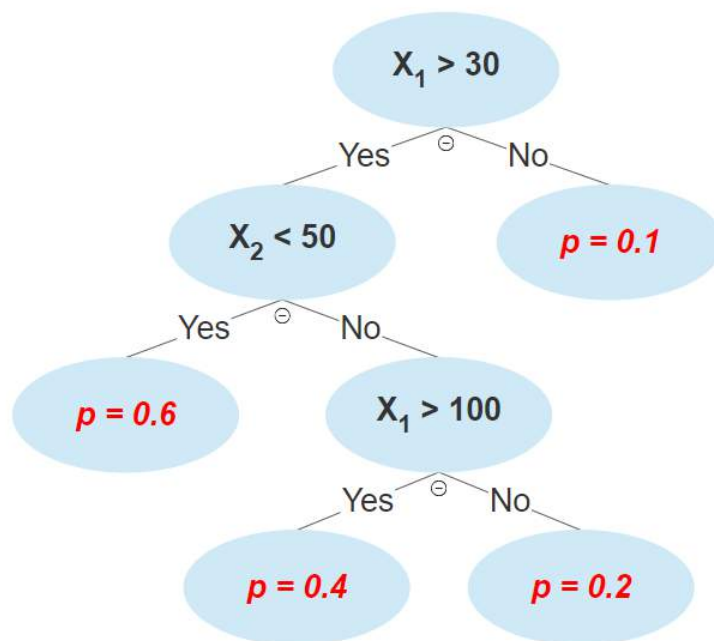 X₁ > 30
Yes
No
X₂ < 50
p = 0.1
Yes
No
p = 0.6
X₁ > 100
Yes
No
p = 0.4
p = 0.2